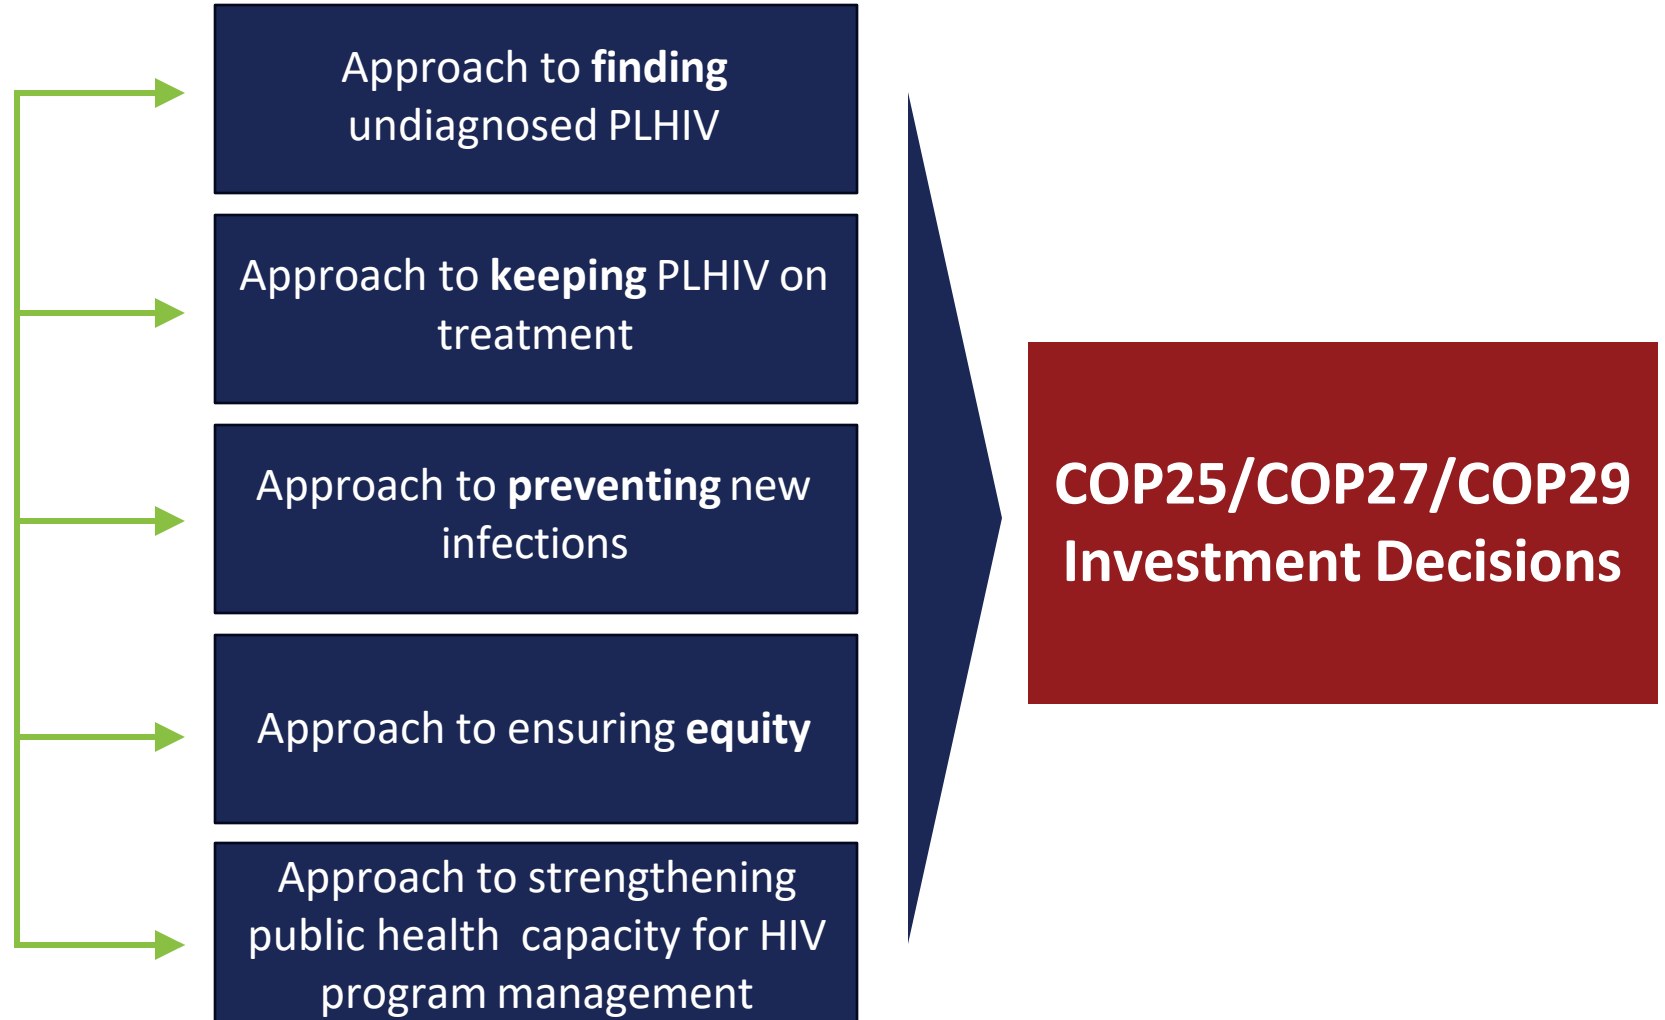 Approach to finding
undiagnosed PLHIV
Approach to keeping PLHIV on
treatment
Approach to preventing new
infections
Approach to ensuring equity
Approach to strengthening
public health  capacity for HIV
program management
COP25/COP27/COP29
Investment Decisions